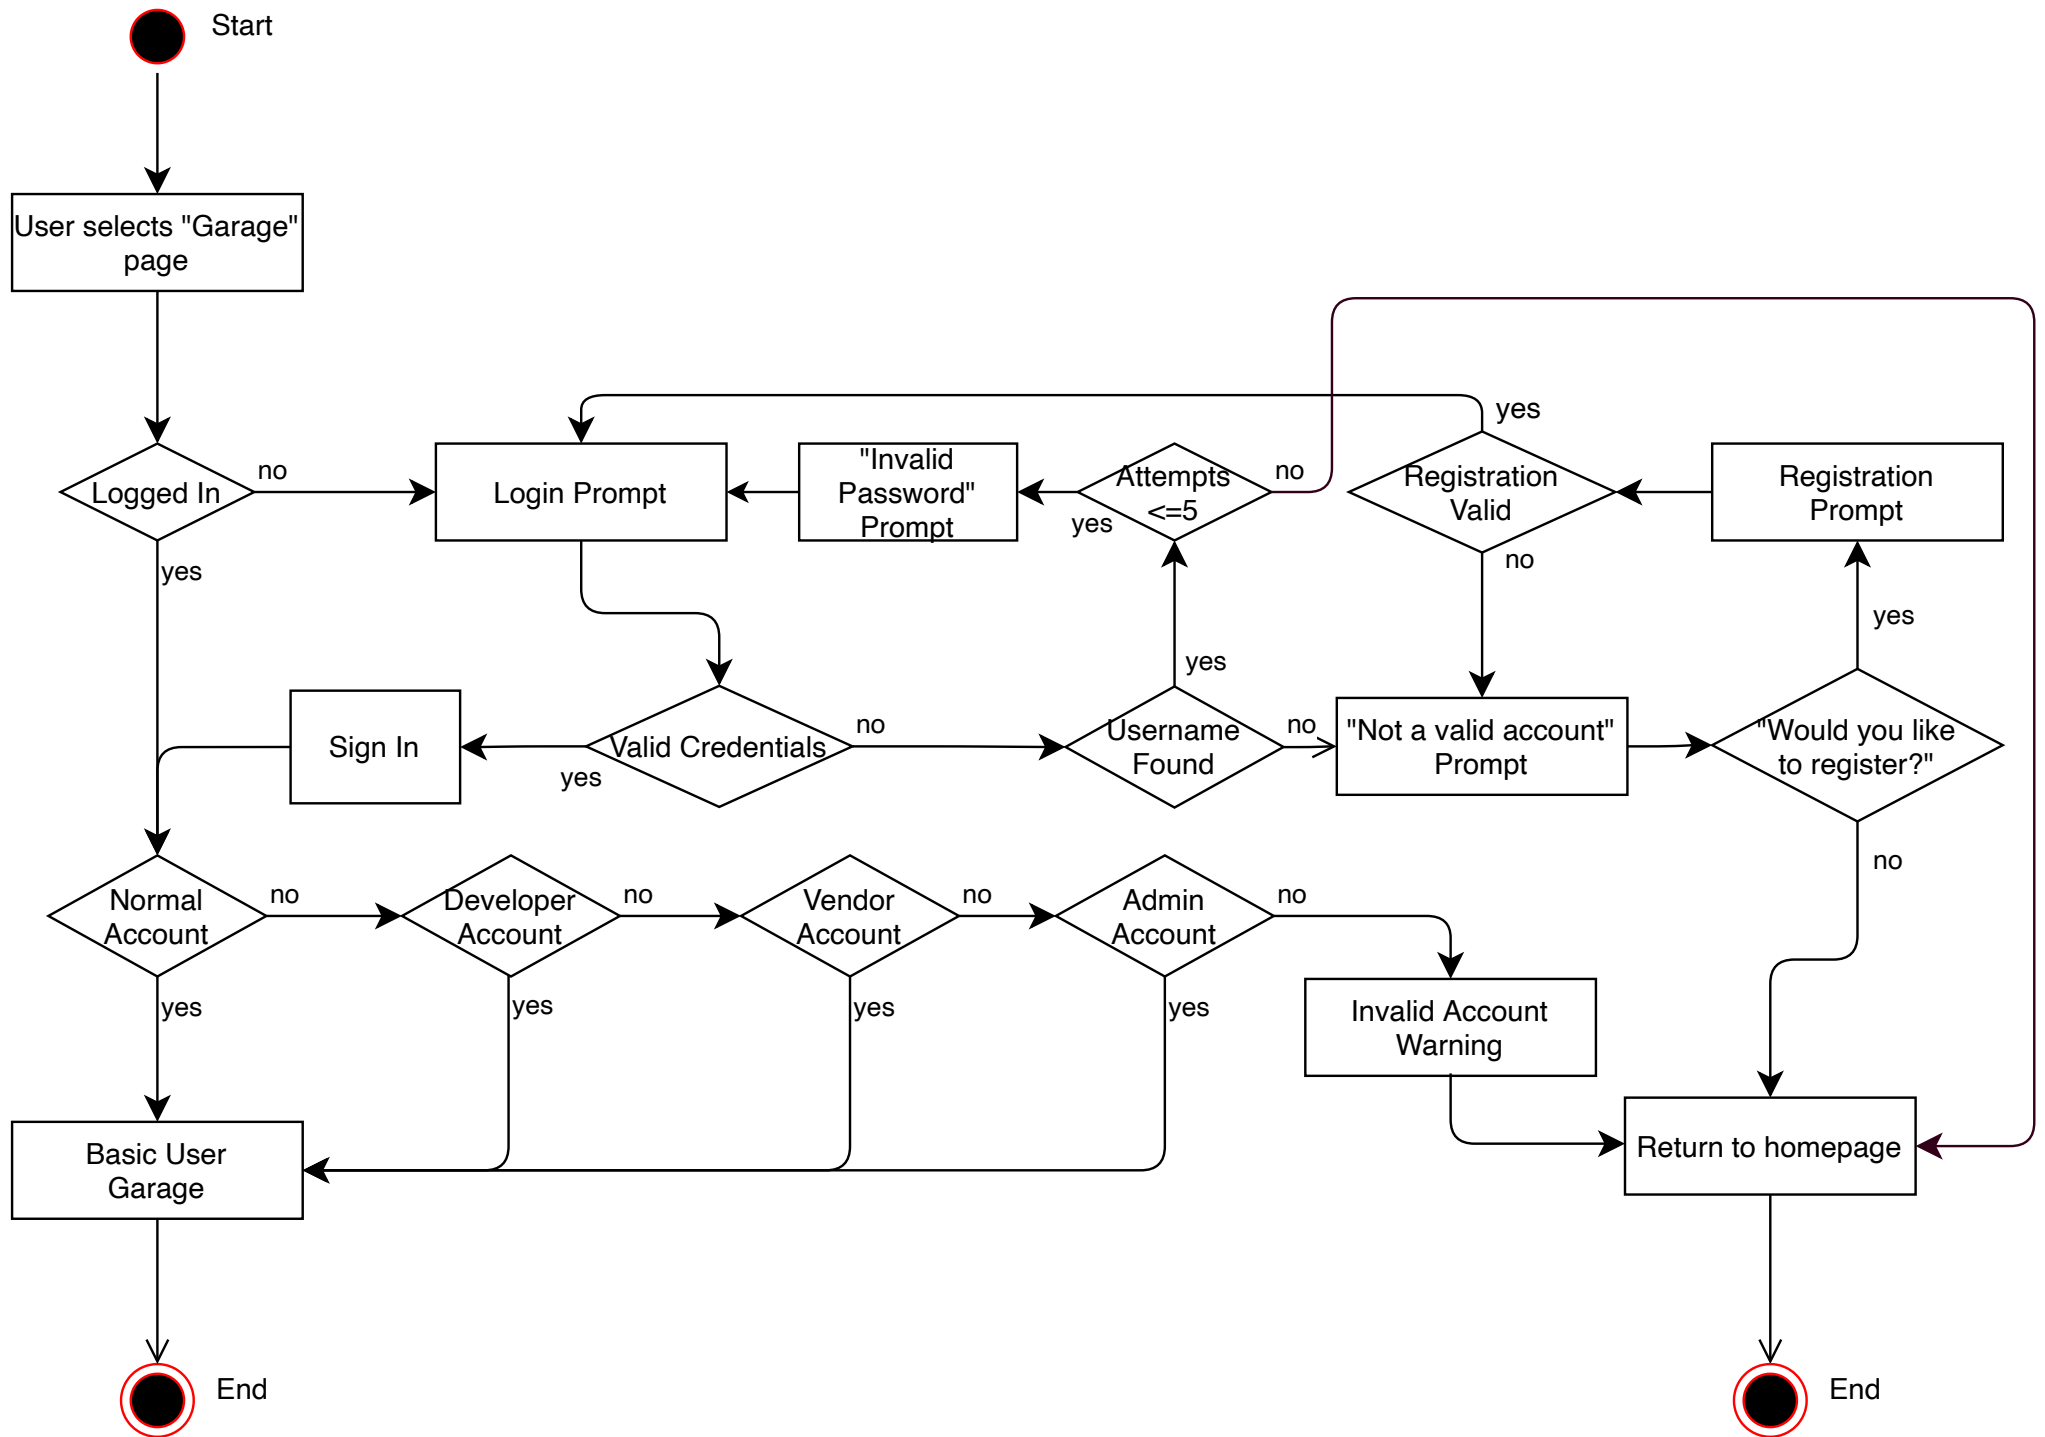 Start
User selects "Garage"
page
Logged In
no
yes
Login Prompt
"Invalid
Password"
Prompt
Attempts
<=5
yes
no
Registration
Valid
yes
no
Registration
Prompt
yes
Sign In
yes
Valid Credentials
no
Username
Found
yes
no
"Not a valid account"
Prompt
"Would you like
to register?"
no
Normal
Account
no
yes
Developer
Account
no
yes
Vendor
Account
no
yes
Admin
Account
no
yes
Invalid Account
Warning
Basic User
Garage
Return to homepage
End
End